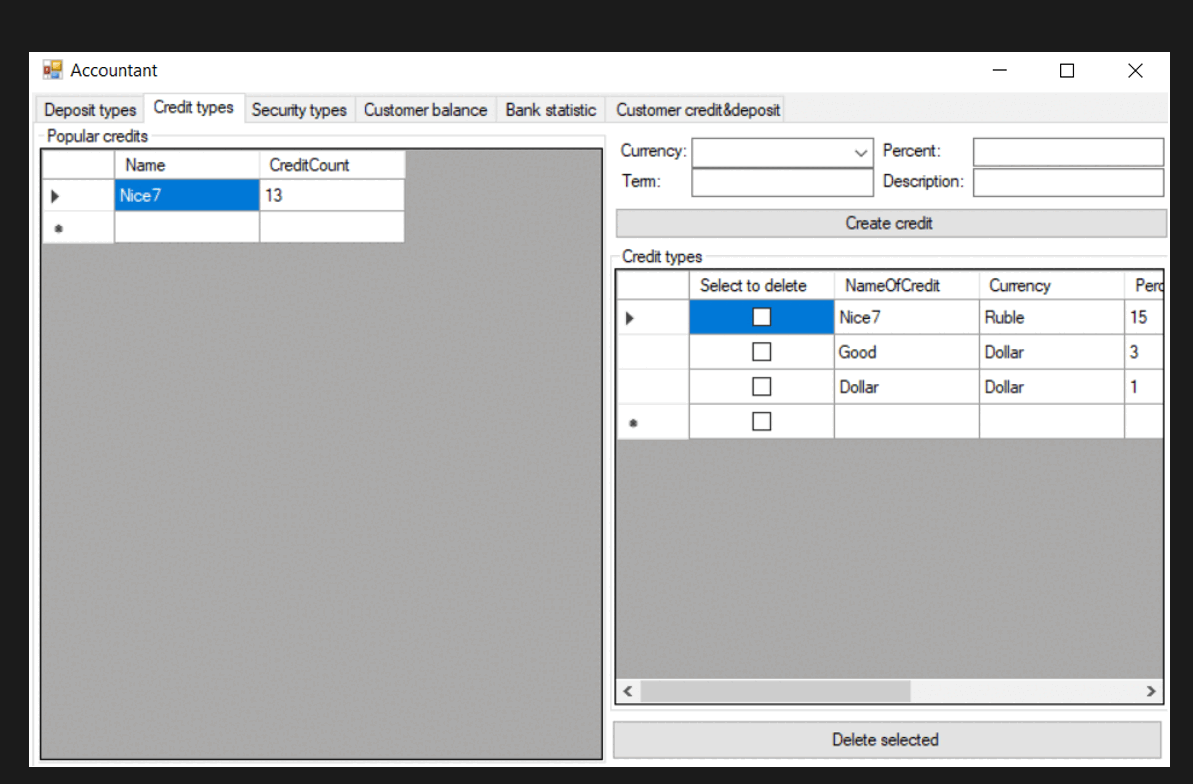 Accountant
Deposit types Credit types Security types Customer balance Bank statistic Customer credit&deposit
Popular credits
Name CreditCount
Nice7 13
Currency: Percent:
Term: Description:
Create credit
Credit types
Select to delete NameOfCredit Currency Perc
Nice7 Ruble 15
Good Dollar 3
Dollar Dollar 1
Delete selected